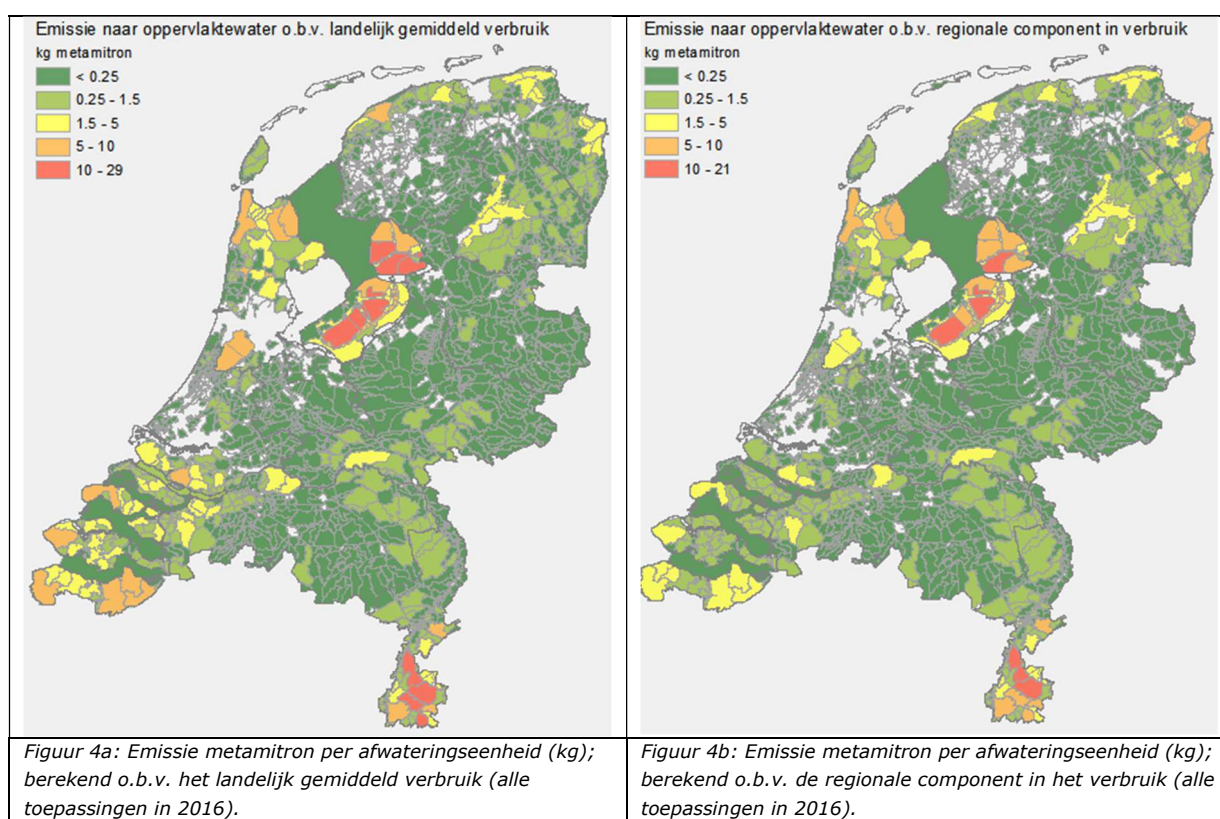 Emissie naar oppervlaktewater o.b.v. landelijk gemiddeld verbruik
kg metamitron
< 0.25
0.25 - 1.5
1.5 - 5
5 - 10
10 - 29
Emissie naar oppervlaktewater o.b.v. regionale component in verbruik
kg metamitron
< 0.25
0.25 - 1.5
1.5 - 5
5 - 10
10 - 21
Figuur 4a: Emissie metamitron per afwateringseenheid (kg);
berekend o.b.v. het landelijk gemiddeld verbruik (alle
toepassingen in 2016).
Figuur 4b: Emissie metamitron per afwateringseenheid (kg);
berekend o.b.v. de regionale component in het verbruik (alle
toepassingen in 2016).